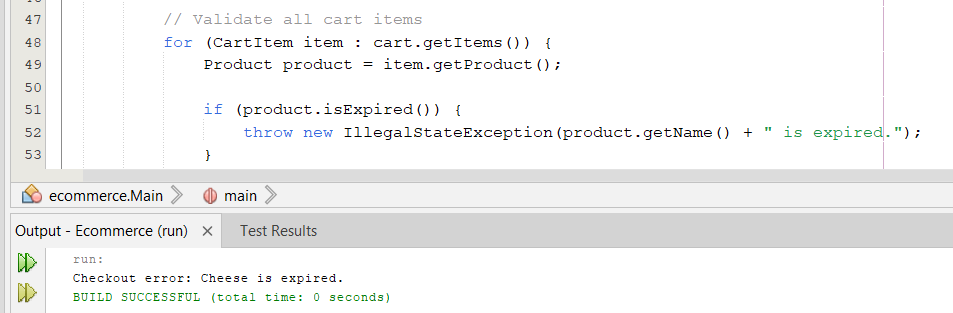 47 // Validate all cart items
48 for (CartItem item : cart.getItems()) {
49 Product product = item.getProduct();
50
51 if (product.isExpired()) {
52 throw new IllegalStateException(product.getName() + " is expired.");
53 }
ecommerce.Main main
Output - Ecommerce (run) × Test Results
run:
Checkout error: Cheese is expired.
BUILD SUCCESSFUL (total time: 0 seconds)